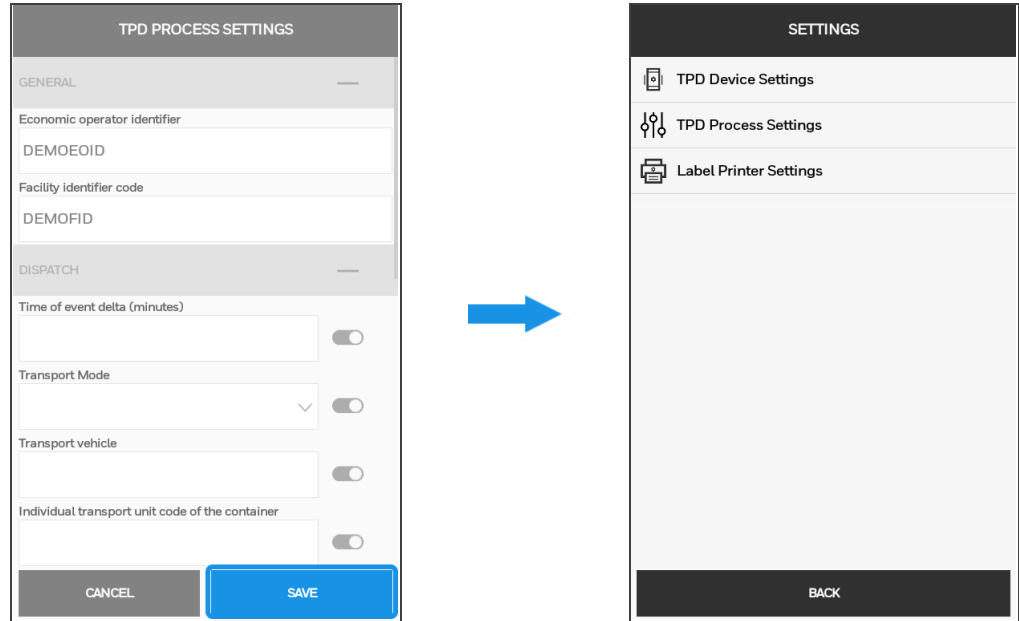 TPD PROCESS SETTINGS
GENERAL
Economic operator identifier
DEMOEOID
Facility identifier code
DEMOFID
DISPATCH
Time of event delta (minutes)
Transport Mode
Transport vehicle
Individual transport unit code of the container
CANCEL
SAVE
SETTINGS
TPD Device Settings
TPD Process Settings
Label Printer Settings
BACK